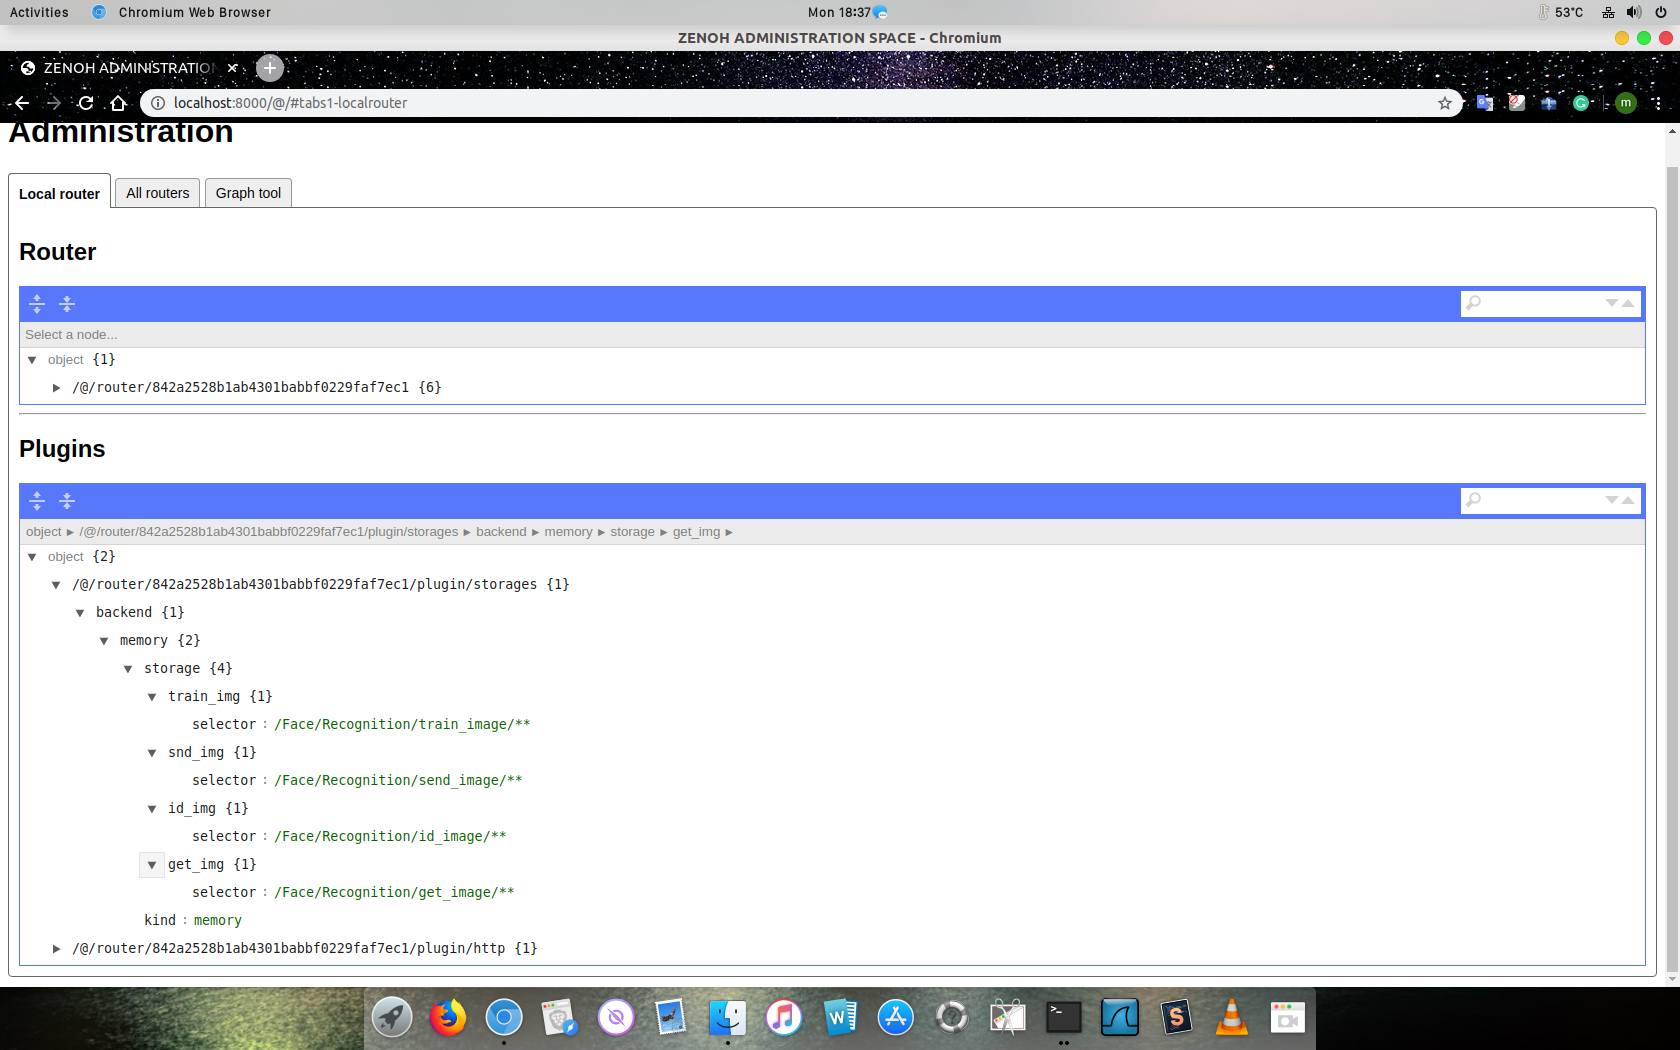 Activities Chromium Web Browser Mon 18:37 53°C
ZENOH ADMINISTRATION SPACE - Chromium
ZENOH ADMINISTRATION
localhost:8000/@/#tabs1-localrouter m
Administration
Local router All routers Graph tool
Router
Select a node...
object {1}
/@/router/842a2528b1ab4301babbf0229faf7ec1 {6}
Plugins
object ► /@/router/842a2528b1ab4301babbf0229faf7ec1/plugin/storages ► backend ► memory ► storage ► get_img ►
object {2}
/@/router/842a2528b1ab4301babbf0229faf7ec1/plugin/storages {1}
backend {1}
memory {2}
storage {4}
train_img {1}
selector : /Face/Recognition/train_image/**
snd_img {1}
selector : /Face/Recognition/send_image/**
id_img {1}
selector : /Face/Recognition/id_image/**
get_img {1}
selector : /Face/Recognition/get_image/**
kind : memory
/@/router/842a2528b1ab4301babbf0229faf7ec1/plugin/http {1}